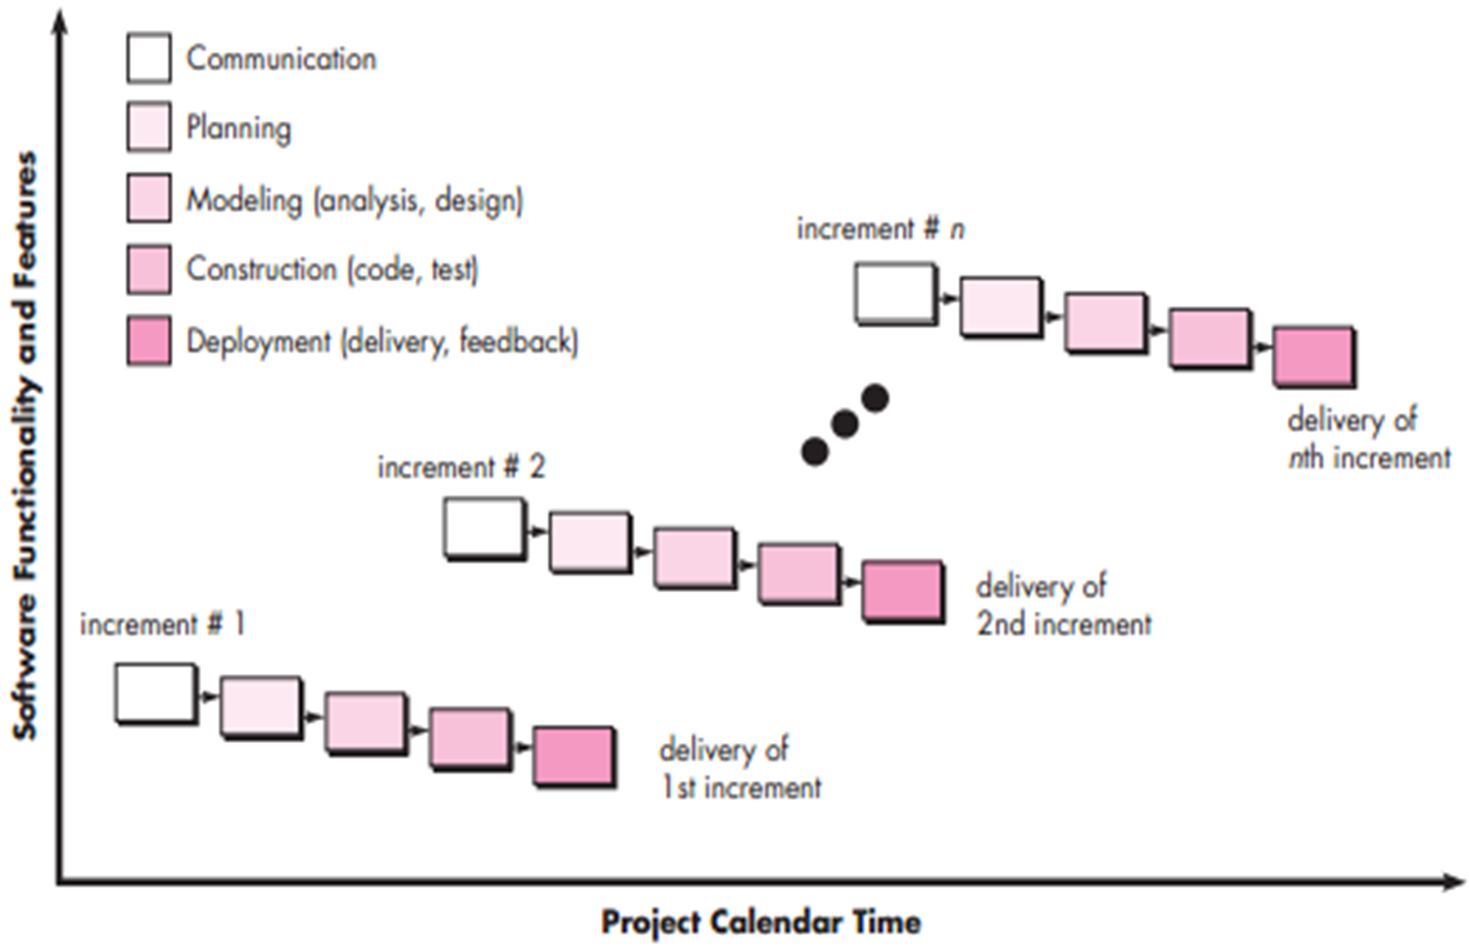 Software Functionality and Features
Communication
Planning
Modeling (analysis, design)
Construction (code, test)
Deployment (delivery, feedback)
increment # n
delivery of
nth increment
increment # 2
delivery of
2nd increment
increment # 1
delivery of
1st increment
Project Calendar Time